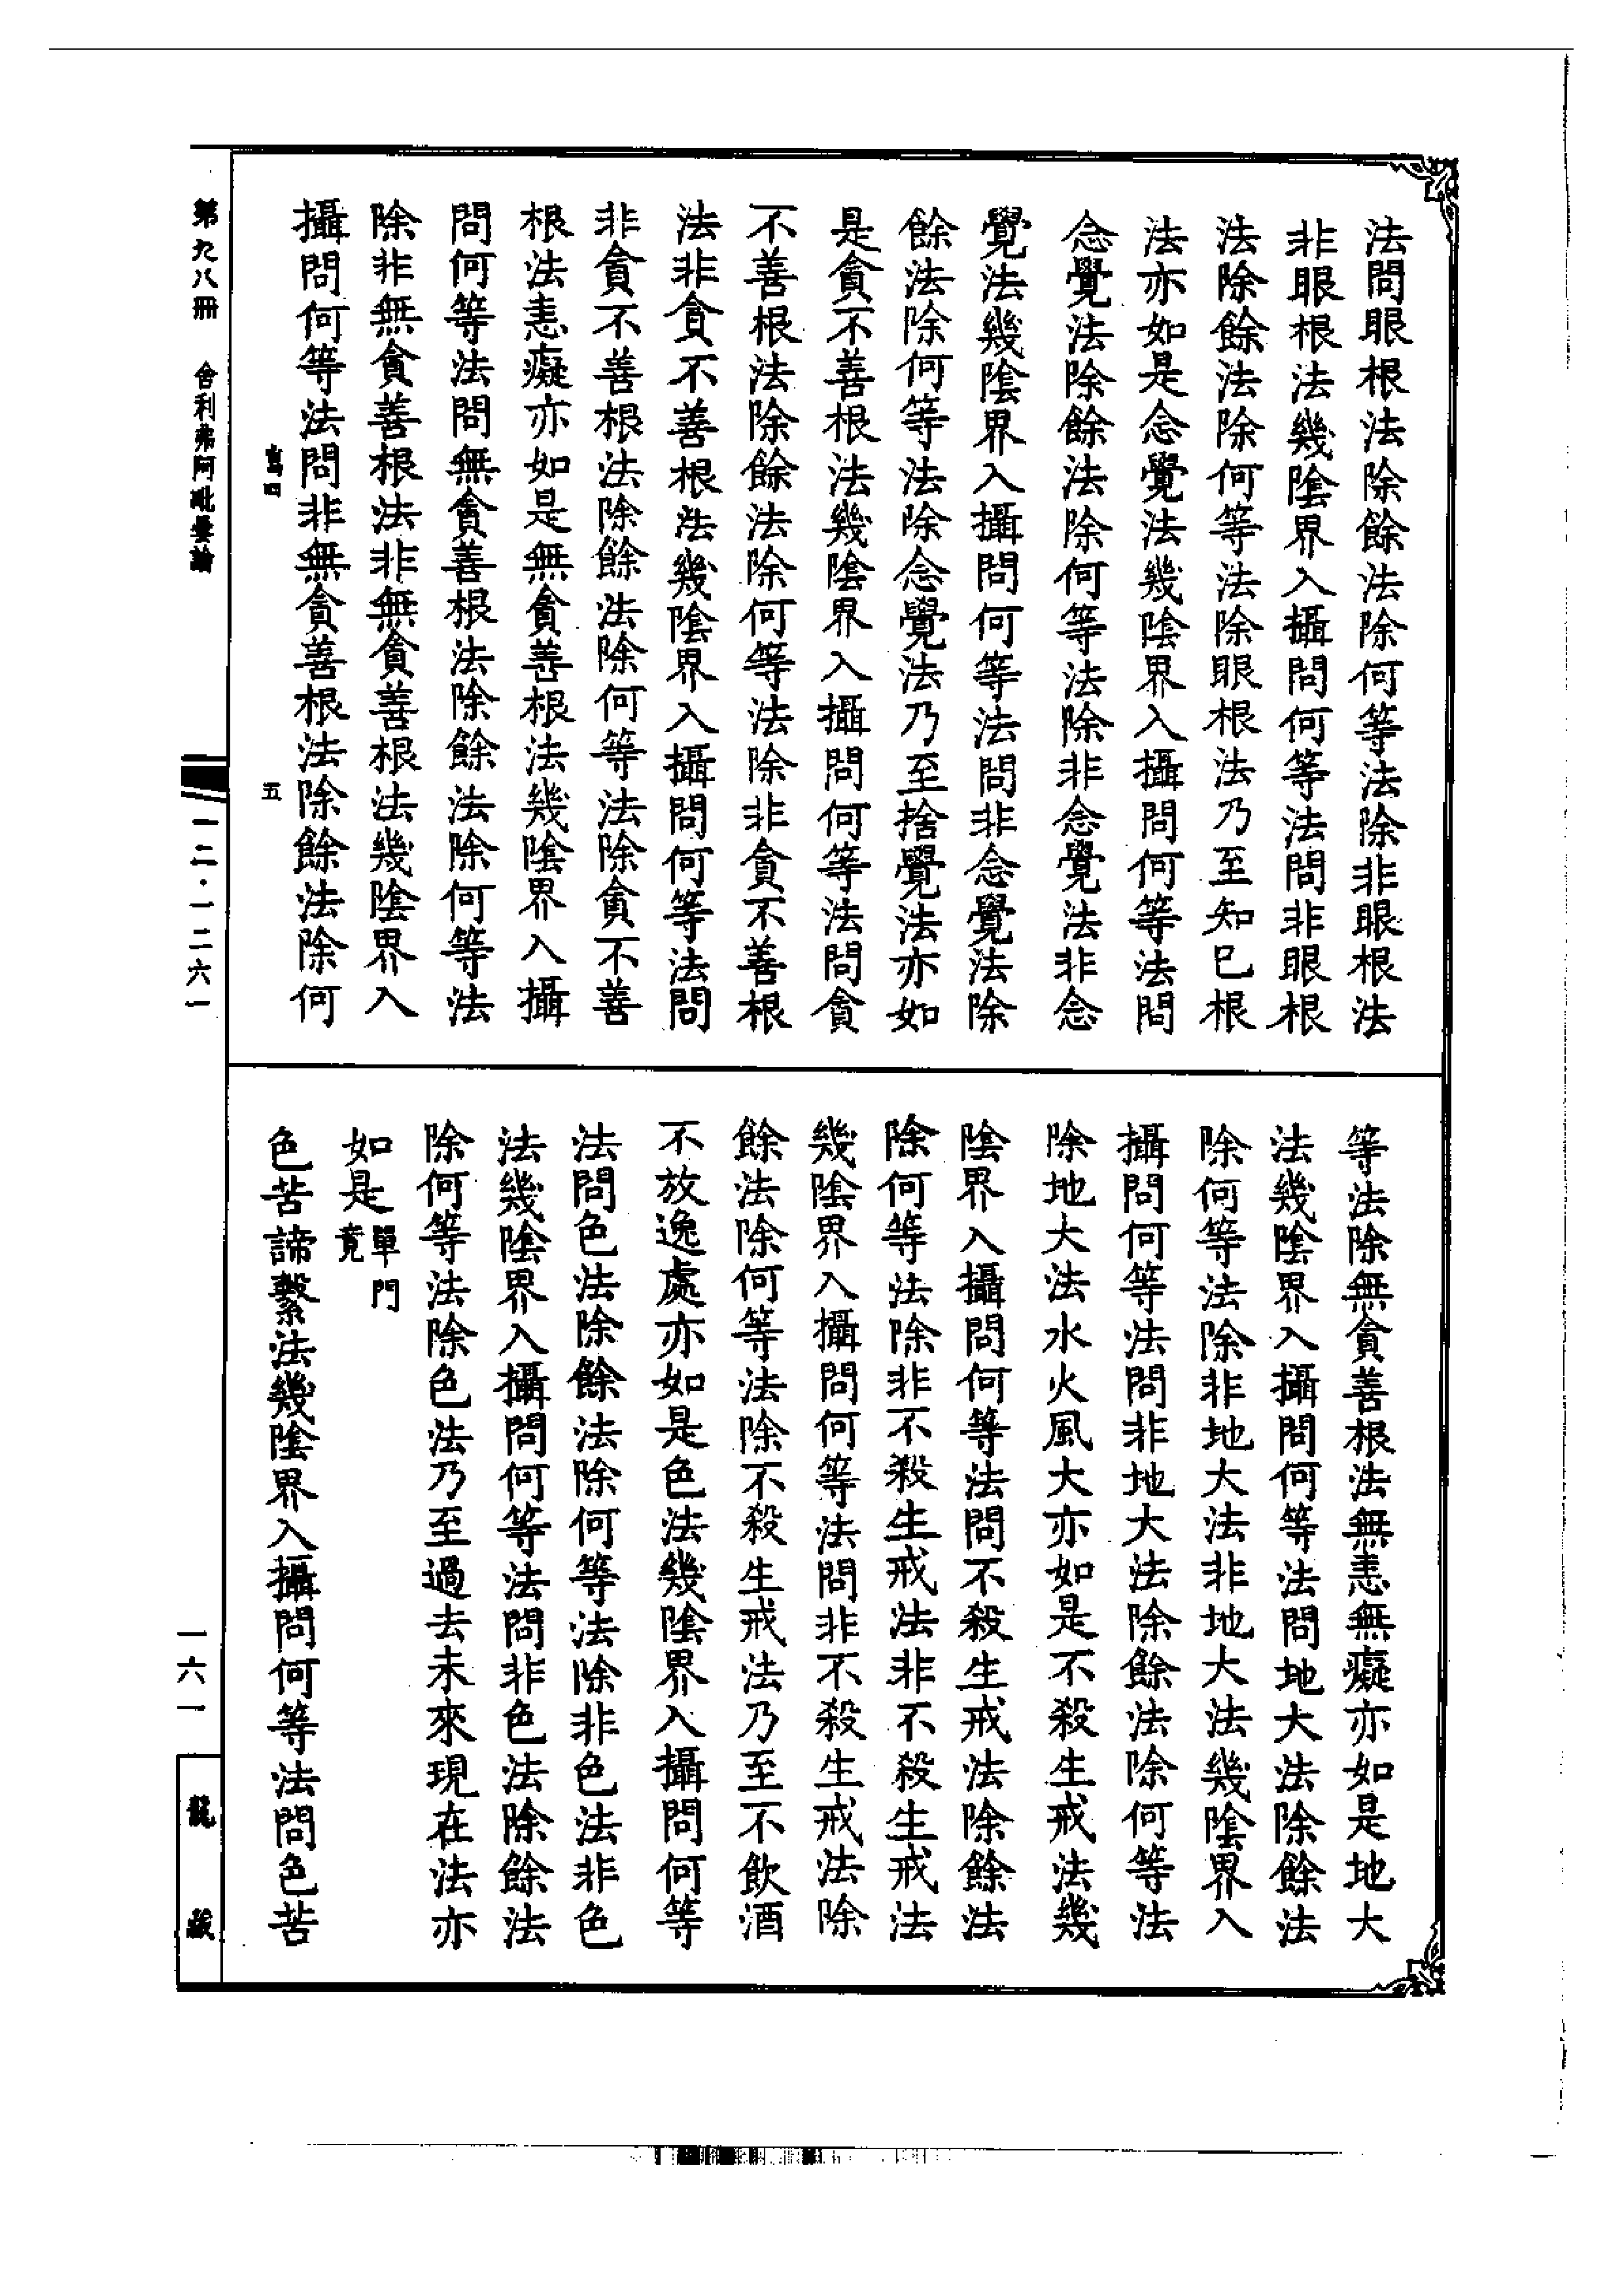 法問眼根法除餘法除何等法除非眼根法
非眼根法幾陰界入攝問何等法問非眼根
法除餘法除何等法除眼根法乃至知已根
法亦如是念覺法幾陰界入攝問何等法問
念覺法除餘法除何等法除非念覺法非念
覺法幾陰界入攝問何等法問非念覺法除
餘法除何等法除念覺法乃至捨覺法亦如
是貪不善根法幾陰界入攝問何等法問貪
不善根法除餘法除何等法除非貪不善根
法非貪不善根法幾陰界入攝問何等法問
非貪不善根法除餘法除何等法除貪不善
根法恚癡亦如是無貪善根法幾陰界入攝
問何等法問無貪善根法除餘法除何等法
除非無貪善根法非無貪善根法幾陰界入
攝問何等法問非無貪善根法除餘法除何
等法除無貪善根法無恚無癡亦如是地大
法幾陰界入攝問何等法問地大法除餘法
除何等法除非地大法非地大法幾陰界入
攝問何等法問非地大法除餘法除何等法
除地大法水火風大亦如是不殺生戒法幾
陰界入攝問何等法問不殺生戒法除餘法
除何等法除非不殺生戒法非不殺生戒法
幾陰界入攝問何等法問非不殺生戒法除
餘法除何等法除不殺生戒法乃至不飲酒
不放逸處亦如是色法幾陰界入攝問何等
法問色法除餘法除何等法除非色法非色
法幾陰界入攝問何等法問非色法除餘法
除何等法除色法乃至過去未來現在法亦
如是單門竟
色苦諦繫法幾陰界入攝問何等法問色苦
四 五
第九八冊 舍利弗阿毗曇論 一二·一二六一
一六一
龍藏